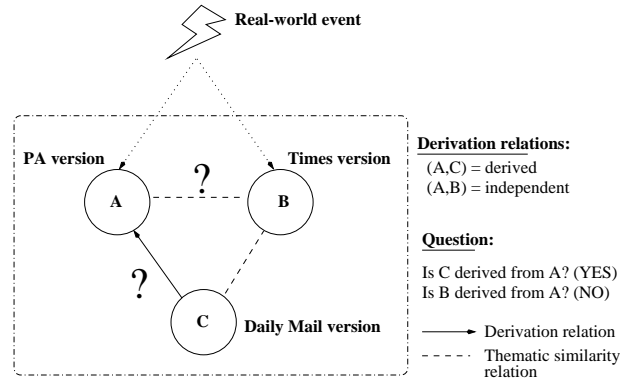 Real-world event
PA version
Times version
?
A
B
?
C
Daily Mail version
Derivation relations:
(A,C) = derived
(A,B) = independent
Question:
Is C derived from A? (YES)
Is B derived from A? (NO)
Derivation relation
Thematic similarity
relation